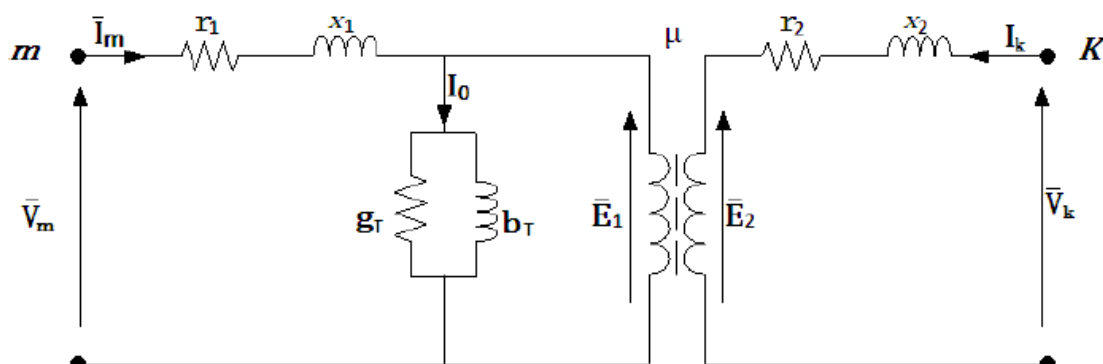 m
Ī_m
r₁
x₁
μ
r₂
x₂
I_k
K
I₀
V̄_m
g_T
b_T
Ē₁
Ē₂
V̄_k